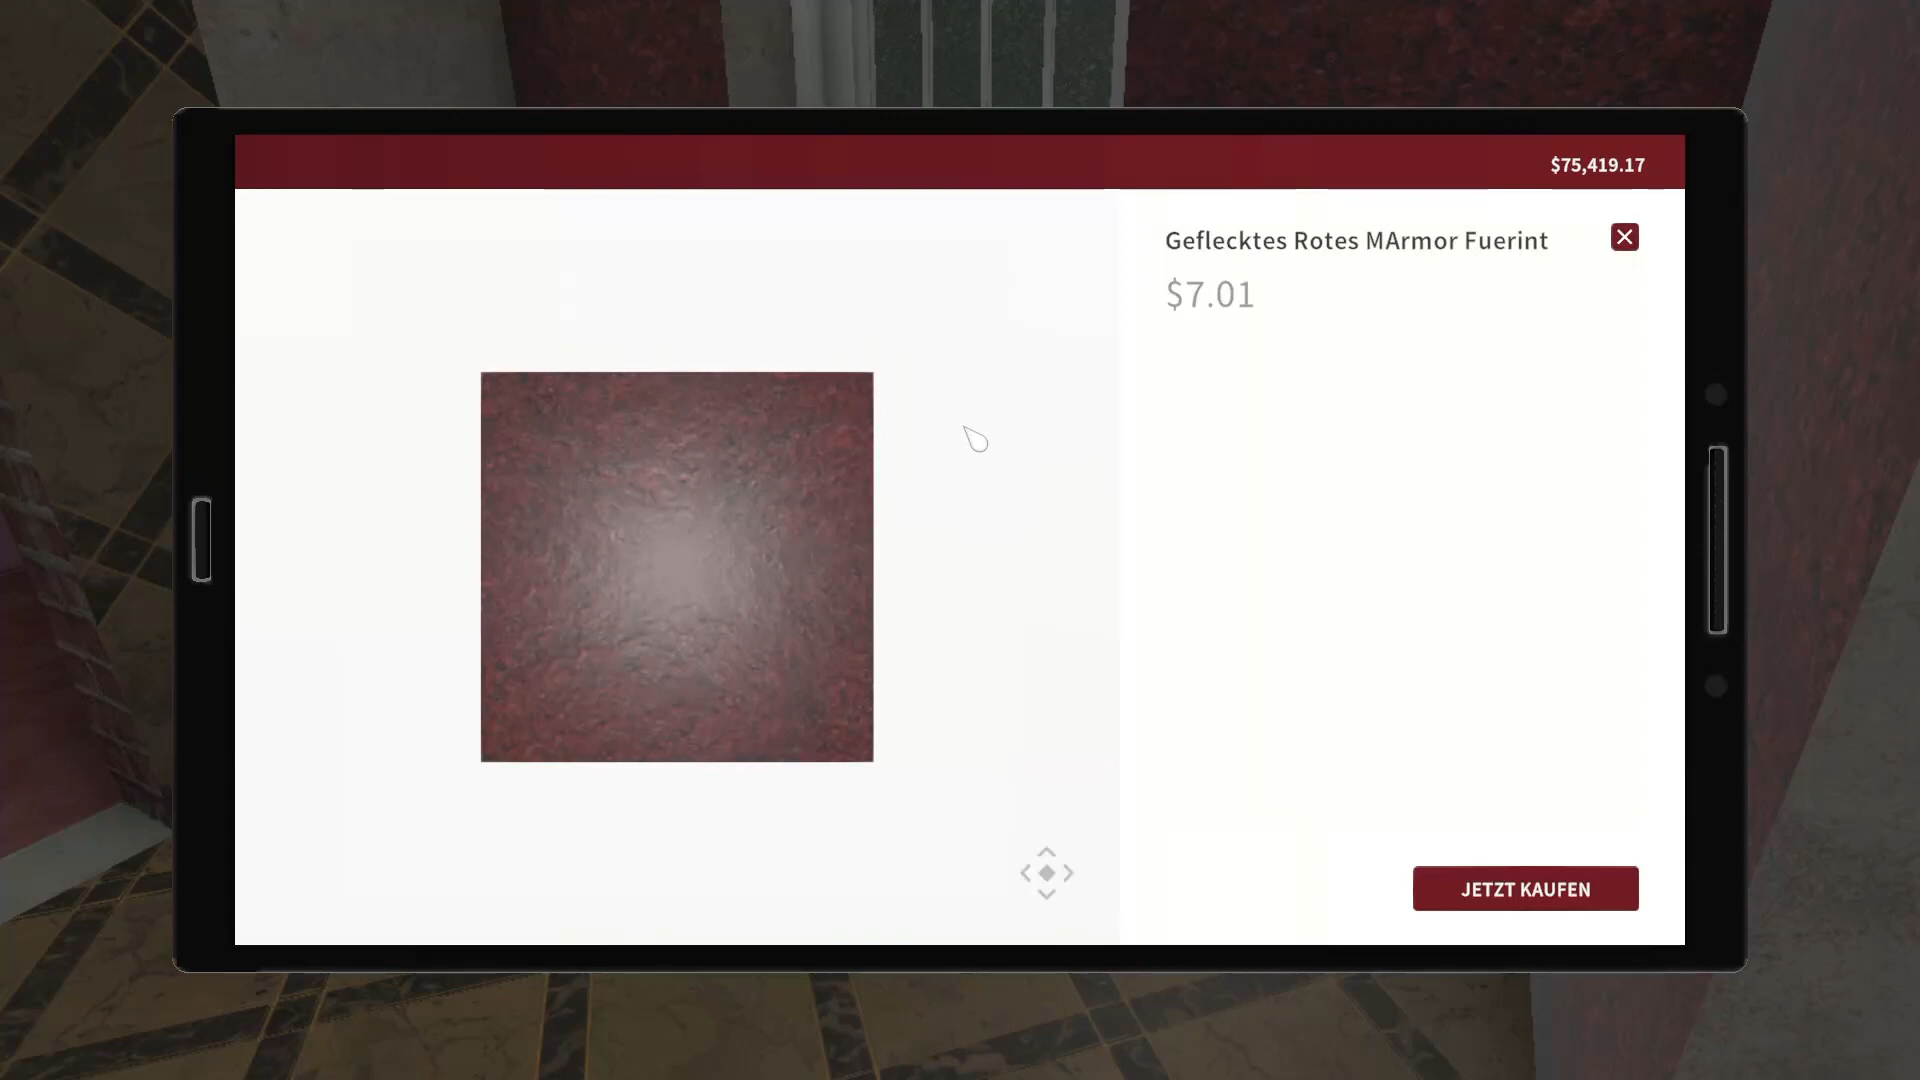 $75,419.17
Geflecktes Rotes MArmor Fuerint
$7.01
JETZT KAUFEN